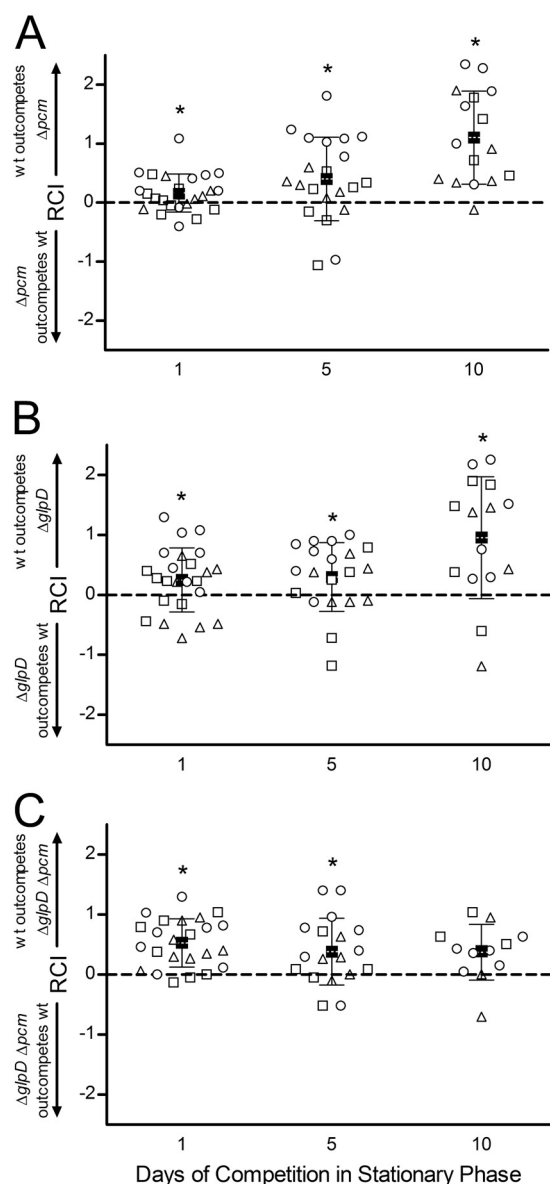 A
wt outcompetes
Δpcm
RCI
Δpcm
outcompetes wt
2
1
0
-1
-2
*
*
*
1 5 10
B
wt outcompetes
ΔglpD
RCI
ΔglpD
outcompetes wt
2
1
0
-1
-2
*
*
*
1 5 10
C
wt outcompetes
ΔglpD Δpcm
RCI
ΔglpD Δpcm
outcompetes wt
2
1
0
-1
-2
*
*
1 5 10
Days of Competition in Stationary Phase